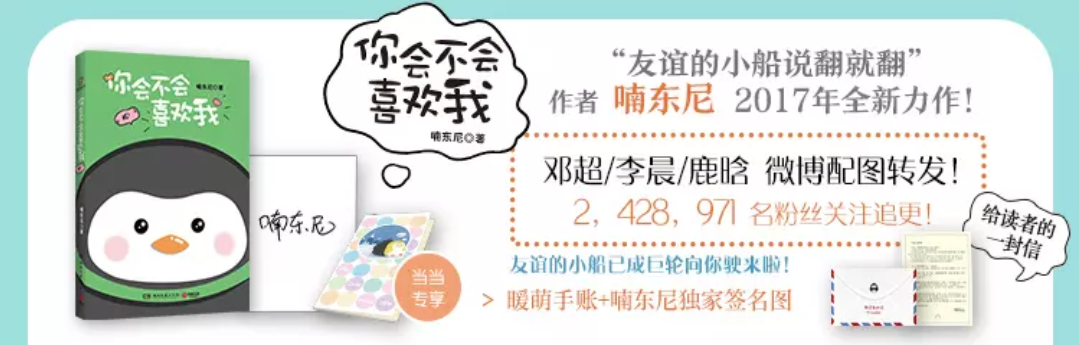 你会不会
喜欢我
喃东尼◎著
喃东尼
你会不会
喜欢我
喃东尼◎著
“友谊的小船说翻就翻”
作者 喃东尼 2017年全新力作！
邓超/李晨/鹿晗 微博配图转发！
2，428，971 名粉丝关注追更！
友谊的小船已成巨轮向你驶来啦！
> 暖萌手账+喃东尼独家签名图
当当
专享
给读者的
一封信